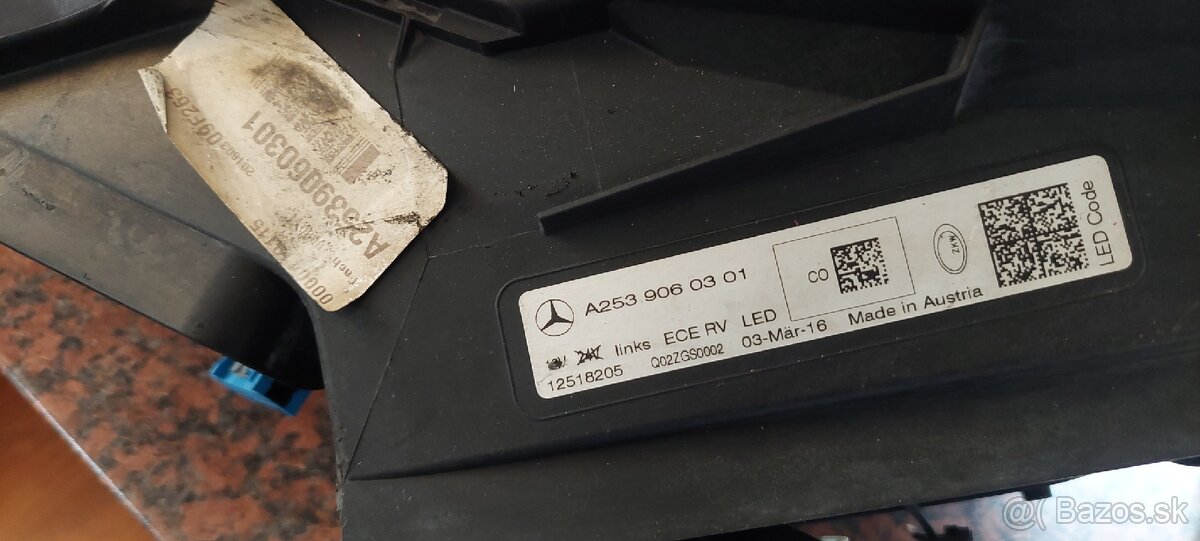 A2539060301
A253 906 03 01
links ECE RV LED
12518205 Q02ZGS0002 03-Mär-16 Made in Austria
CO
ZKW
LED Code
@( Bazos.sk